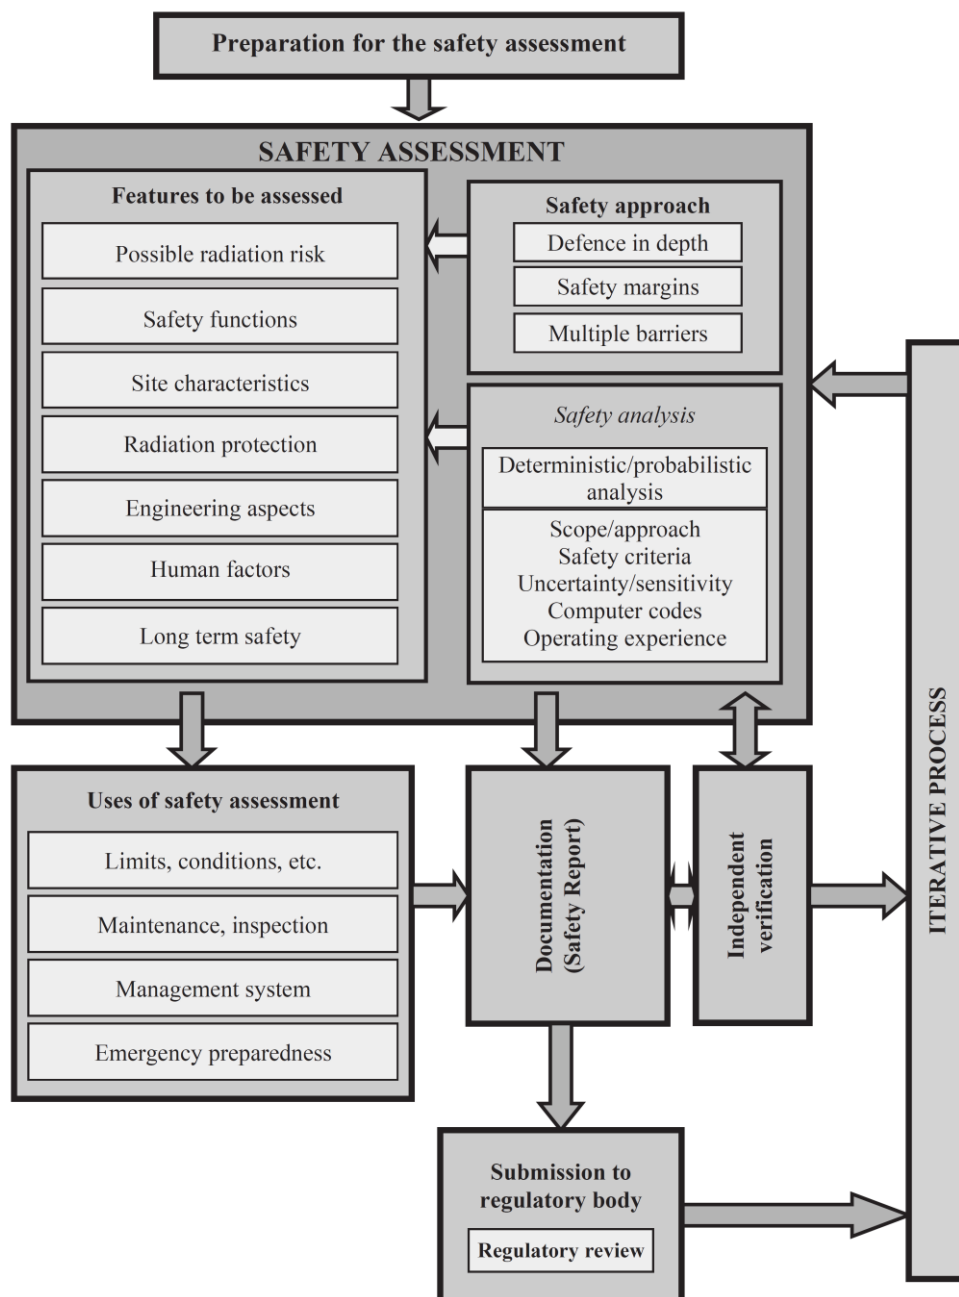 Preparation for the safety assessment
SAFETY ASSESSMENT
Features to be assessed
Possible radiation risk
Safety functions
Site characteristics
Radiation protection
Engineering aspects
Human factors
Long term safety
Safety approach
Defence in depth
Safety margins
Multiple barriers
Safety analysis
Deterministic/probabilistic
analysis
Scope/approach
Safety criteria
Uncertainty/sensitivity
Computer codes
Operating experience
Uses of safety assessment
Limits, conditions, etc.
Maintenance, inspection
Management system
Emergency preparedness
Documentation
(Safety Report)
Independent
verification
ITERATIVE PROCESS
Submission to
regulatory body
Regulatory review